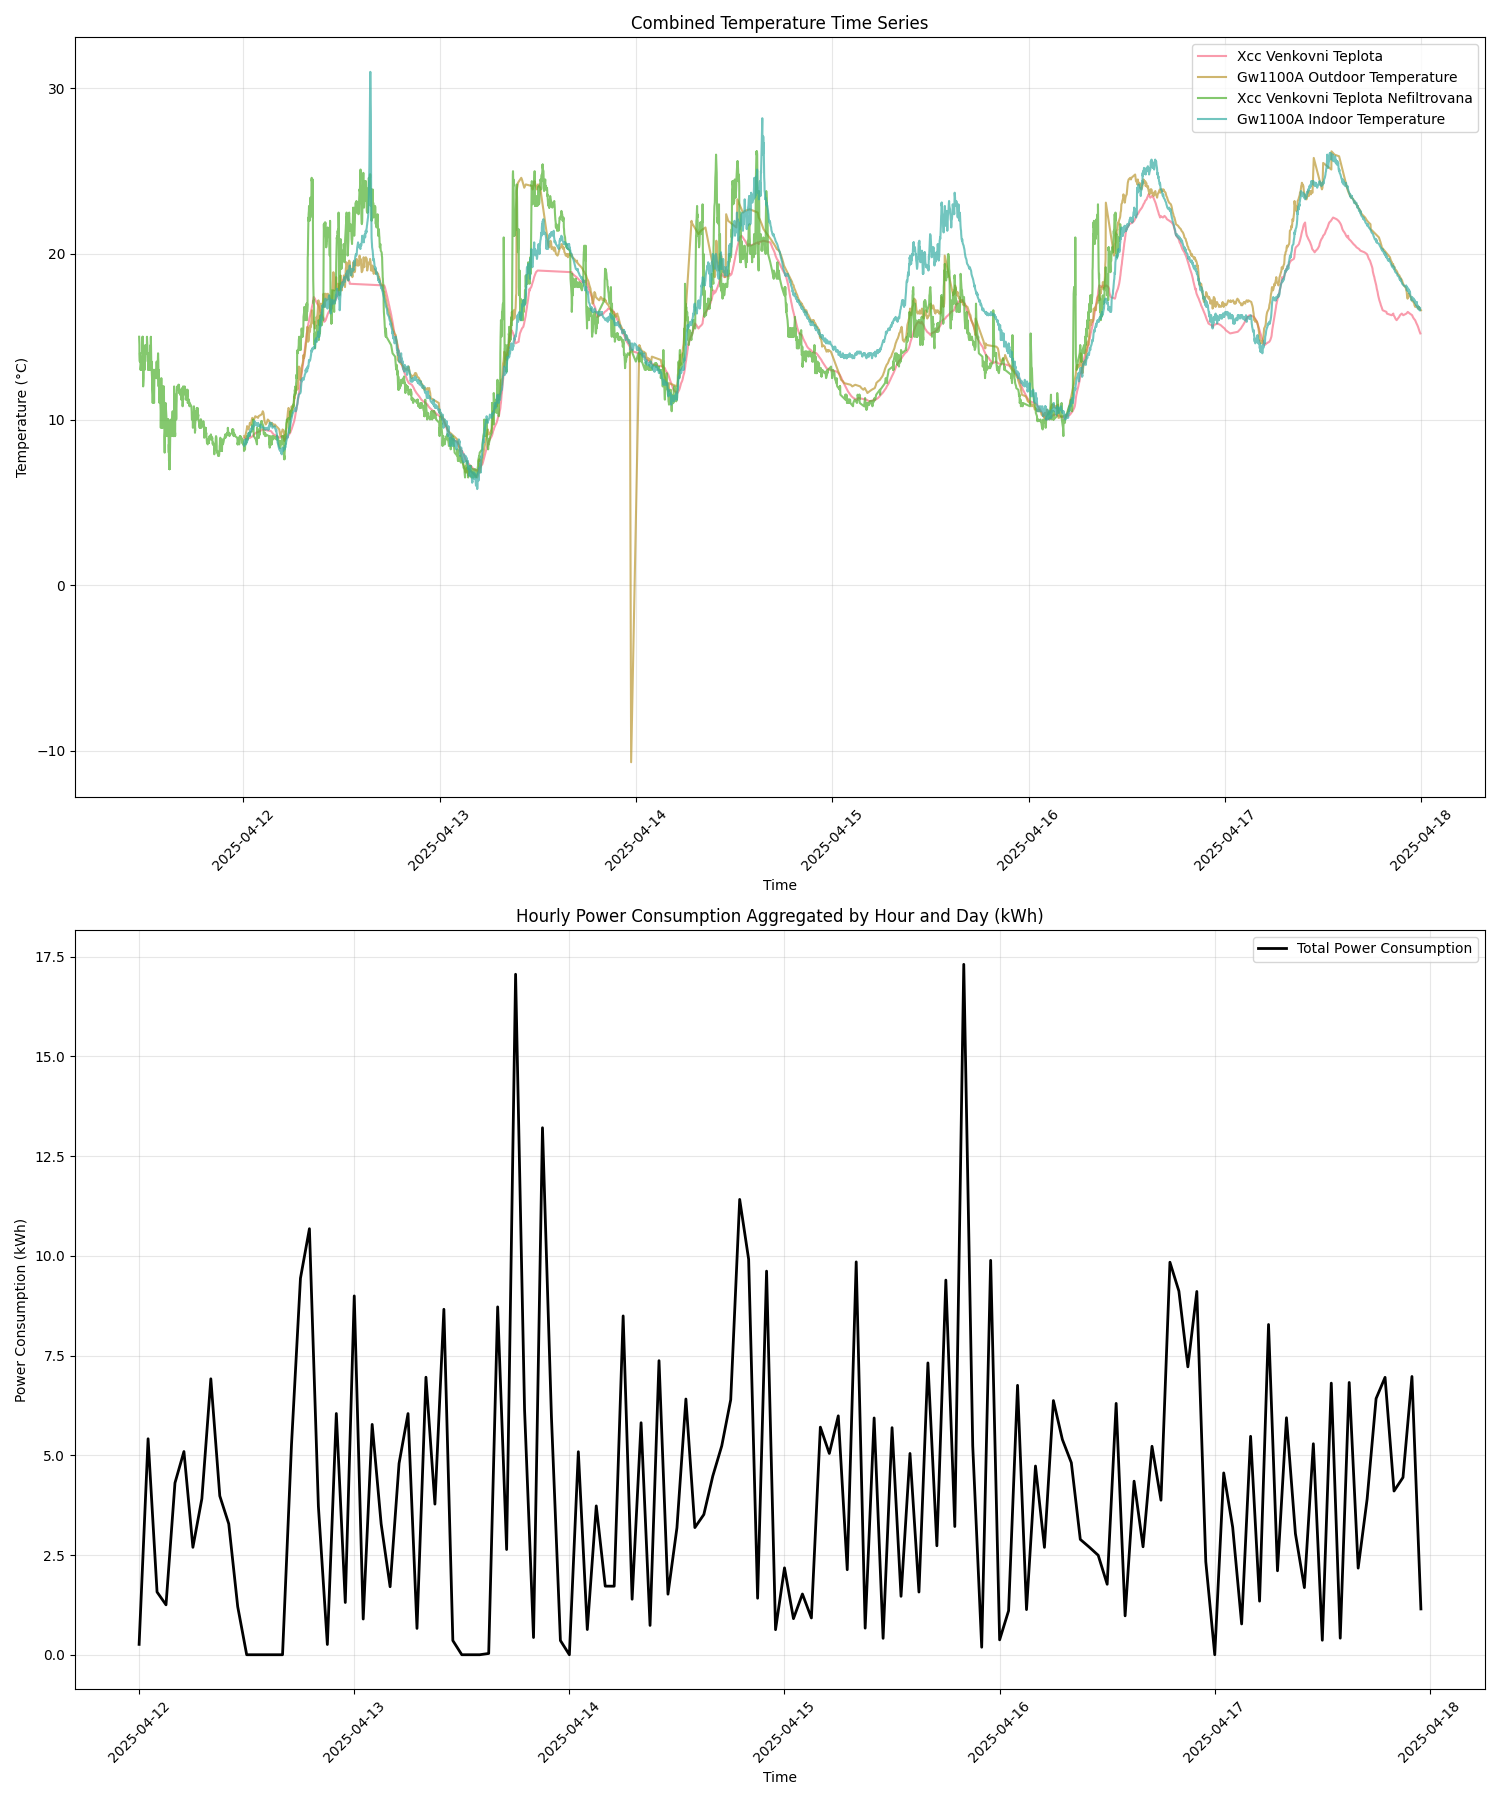 Combined Temperature Time Series
Xcc Venkovni Teplota
Gw1100A Outdoor Temperature
Xcc Venkovni Teplota Nefiltrovana
Gw1100A Indoor Temperature
30
20
10
0
−10
Temperature (°C)
2025-04-12
2025-04-13
2025-04-14
2025-04-15
2025-04-16
2025-04-17
2025-04-18
Time
Hourly Power Consumption Aggregated by Hour and Day (kWh)
Total Power Consumption
17.5
15.0
12.5
10.0
7.5
5.0
2.5
0.0
Power Consumption (kWh)
2025-04-12
2025-04-13
2025-04-14
2025-04-15
2025-04-16
2025-04-17
2025-04-18
Time